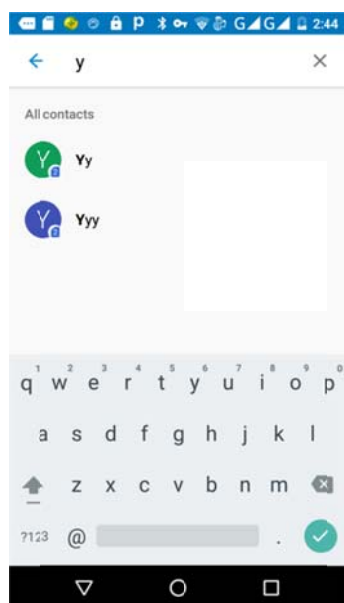 G G 2:44
y
All contacts
Y Yy
Y Yyy
1 2 3 4 5 6 7 8 9 0
q w e r t y u i o p
a s d f g h j k l
z x c v b n m
?123 @ .